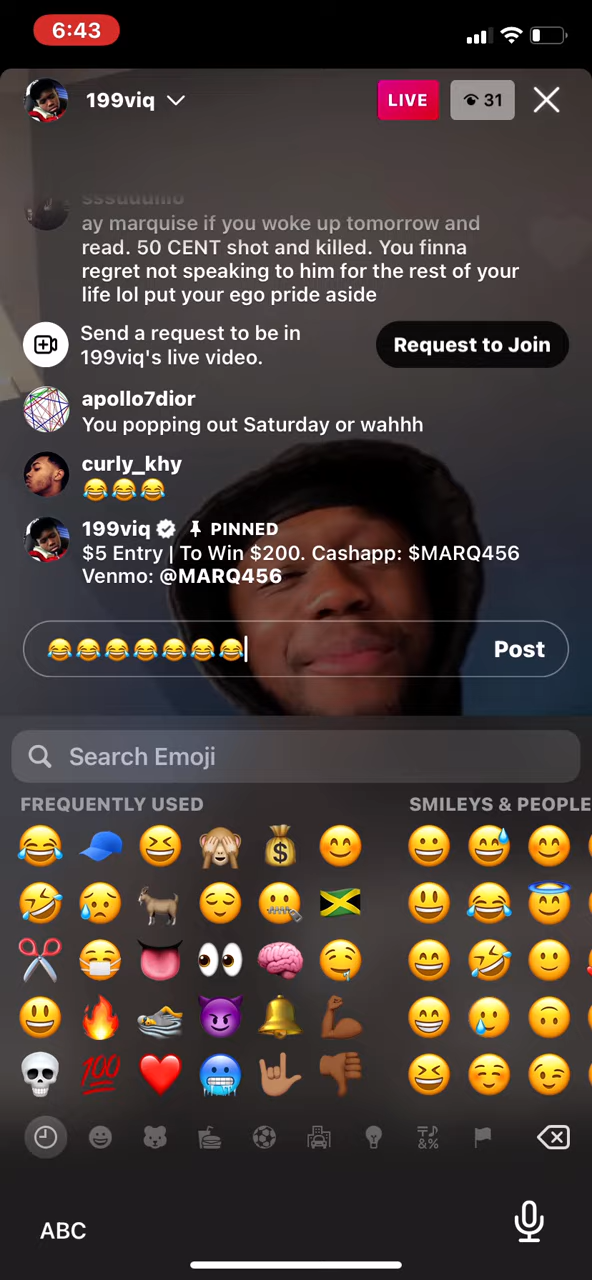 6:43
199viq
LIVE
31
sssuuunio
ay marquise if you woke up tomorrow and
read. 50 CENT shot and killed. You finna
regret not speaking to him for the rest of your
life lol put your ego pride aside
Send a request to be in
199viq's live video.
Request to Join
apollo7dior
You popping out Saturday or wahhh
curly_khy
😂😂😂
199viq PINNED
$5 Entry | To Win $200. Cashapp: $MARQ456
Venmo: @MARQ456
😂😂😂😂😂😂😂
Post
Search Emoji
FREQUENTLY USED
SMILEYS & PEOPLE
ABC